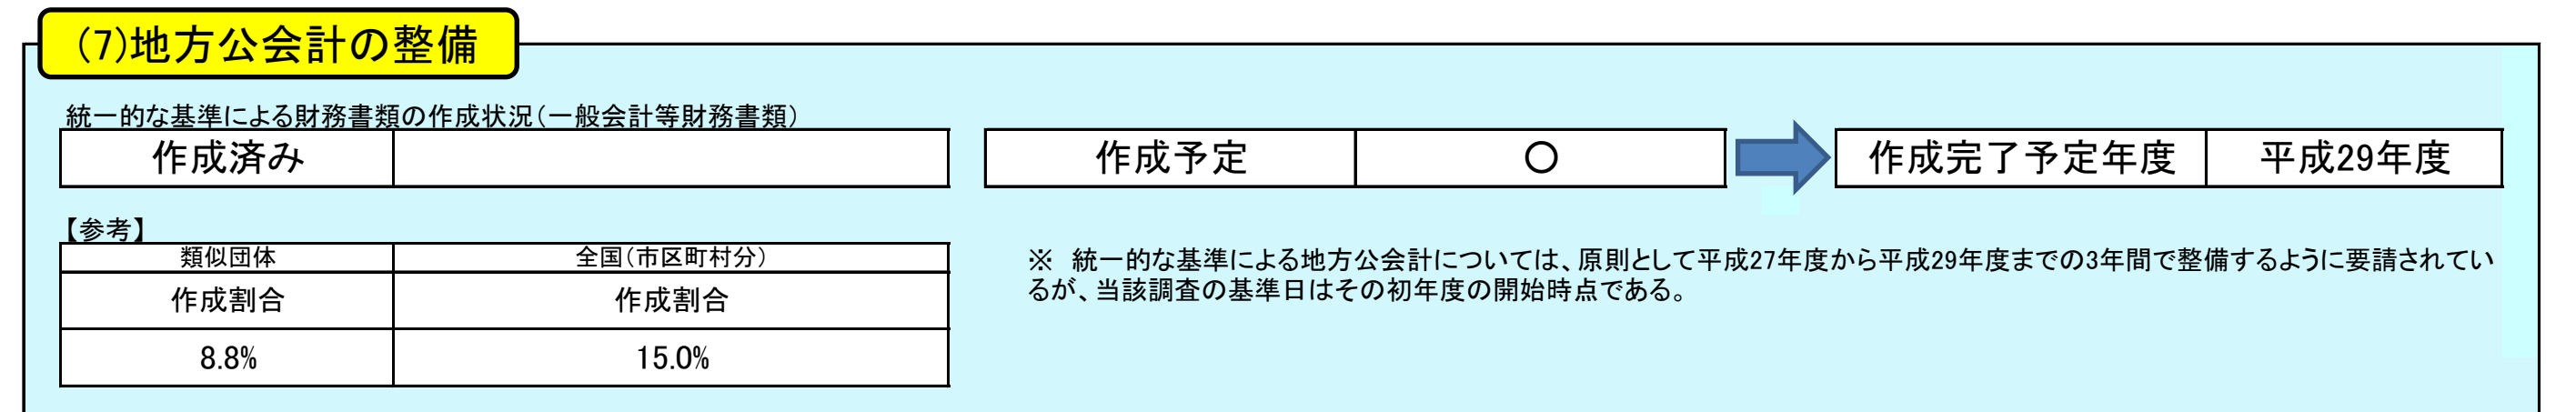 (7)地方公会計の整備
統一的な基準による財務書類の作成状況(一般会計等財務書類)
作成済み
作成予定 ○
作成完了予定年度 平成29年度
【参考】
類似団体 全国(市区町村分)
作成割合 作成割合
8.8% 15.0%
※ 統一的な基準による地方公会計については、原則として平成27年度から平成29年度までの3年間で整備するように要請されてい
るが、当該調査の基準日はその初年度の開始時点である。